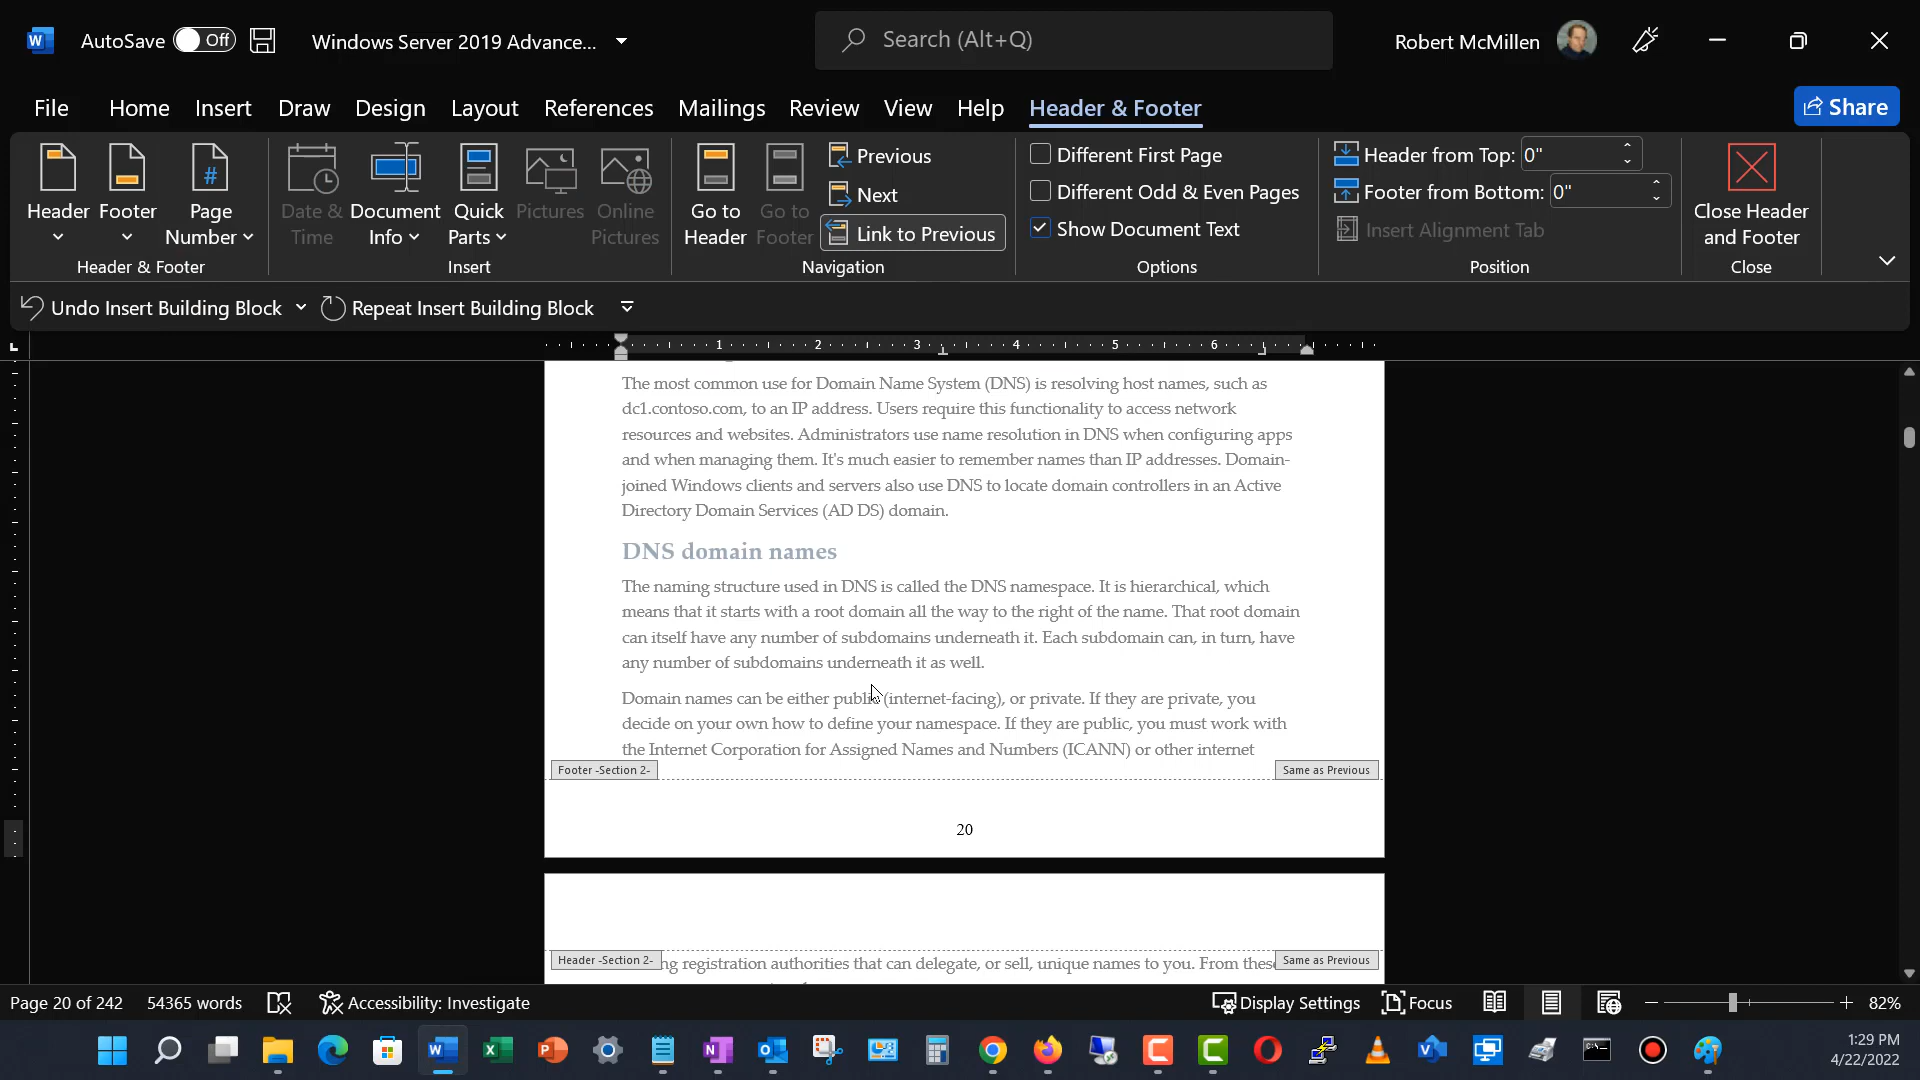 AutoSave Off Windows Server 2019 Advance... Search (Alt+Q) Robert McMillen
File Home Insert Draw Design Layout References Mailings Review View Help Header & Footer Share
Header Footer Page Number
Header & Footer
Date & Time Document Info Quick Parts Pictures Online Pictures
Insert
Go to Header Go to Footer
Previous
Next
Link to Previous
Navigation
Different First Page
Different Odd & Even Pages
Show Document Text
Options
Header from Top: 0"
Footer from Bottom: 0"
Insert Alignment Tab
Position
Close Header and Footer
Close
Undo Insert Building Block Repeat Insert Building Block
1 2 3 4 5 6
The most common use for Domain Name System (DNS) is resolving host names, such as
dc1.contoso.com, to an IP address. Users require this functionality to access network
resources and websites. Administrators use name resolution in DNS when configuring apps
and when managing them. It's much easier to remember names than IP addresses. Domain-
joined Windows clients and servers also use DNS to locate domain controllers in an Active
Directory Domain Services (AD DS) domain.
DNS domain names
The naming structure used in DNS is called the DNS namespace. It is hierarchical, which
means that it starts with a root domain all the way to the right of the name. That root domain
can itself have any number of subdomains underneath it. Each subdomain can, in turn, have
any number of subdomains underneath it as well.
Domain names can be either public (internet-facing), or private. If they are private, you
decide on your own how to define your namespace. If they are public, you must work with
the Internet Corporation for Assigned Names and Numbers (ICANN) or other internet
Footer -Section 2- Same as Previous
20
Header -Section 2- ng registration authorities that can delegate, or sell, unique names to you. From these Same as Previous
Page 20 of 242 54365 words Accessibility: Investigate Display Settings Focus 82%
1:29 PM
4/22/2022